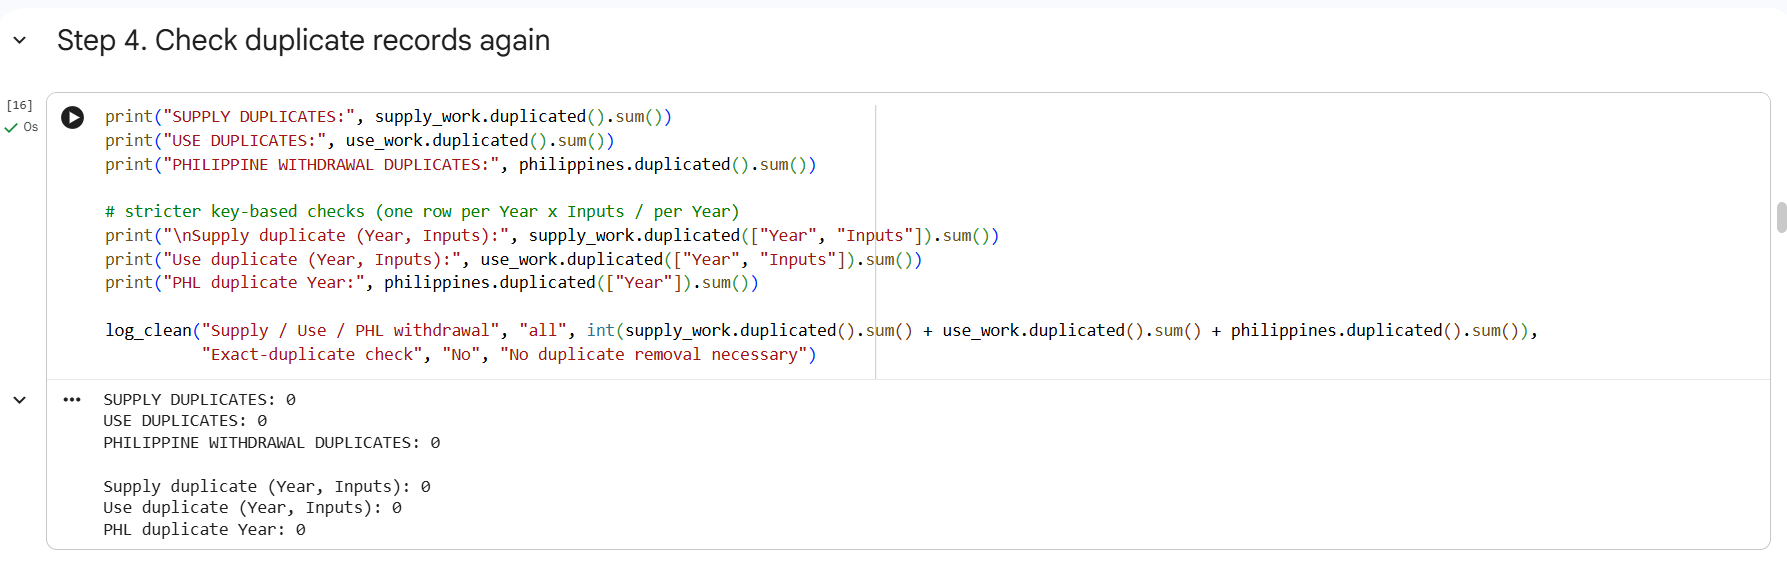 Step 4. Check duplicate records again
[16]
0s
print("SUPPLY DUPLICATES:", supply_work.duplicated().sum())
print("USE DUPLICATES:", use_work.duplicated().sum())
print("PHILIPPINE WITHDRAWAL DUPLICATES:", philippines.duplicated().sum())
# stricter key-based checks (one row per Year x Inputs / per Year)
print("\nSupply duplicate (Year, Inputs):", supply_work.duplicated(["Year", "Inputs"]).sum())
print("Use duplicate (Year, Inputs):", use_work.duplicated(["Year", "Inputs"]).sum())
print("PHL duplicate Year:", philippines.duplicated(["Year"]).sum())
log_clean("Supply / Use / PHL withdrawal", "all", int(supply_work.duplicated().sum() + use_work.duplicated().sum() + philippines.duplicated().sum()),
"Exact-duplicate check", "No", "No duplicate removal necessary")
SUPPLY DUPLICATES: 0
USE DUPLICATES: 0
PHILIPPINE WITHDRAWAL DUPLICATES: 0
Supply duplicate (Year, Inputs): 0
Use duplicate (Year, Inputs): 0
PHL duplicate Year: 0